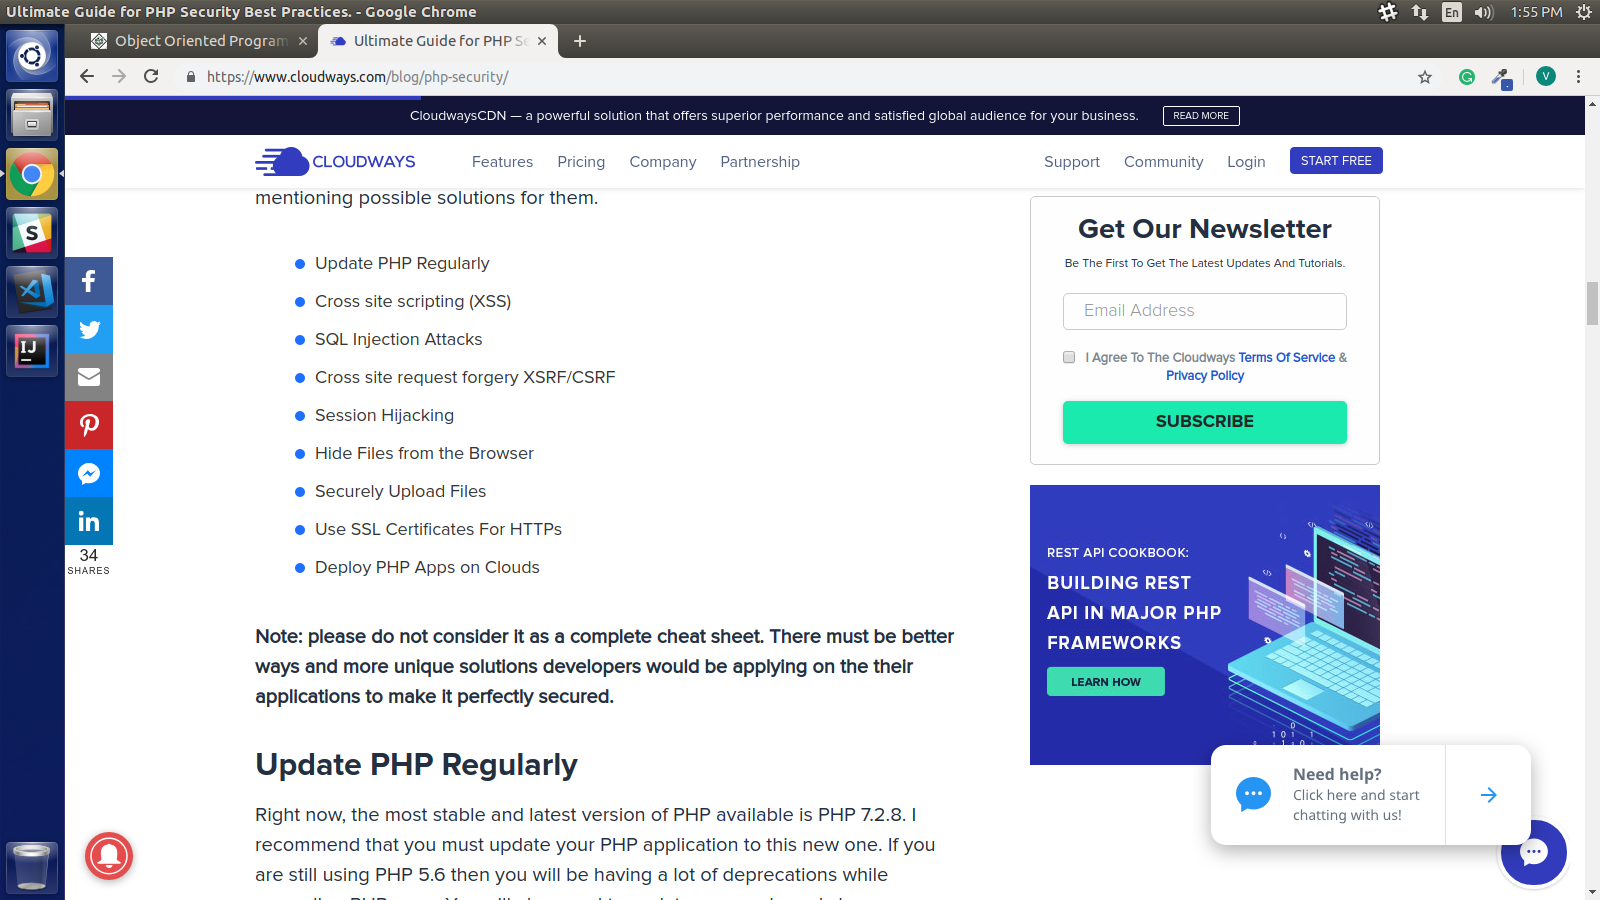 Ultimate Guide for PHP Security Best Practices. - Google Chrome
En
1:55 PM
Object Oriented Program
Ultimate Guide for PHP Se
https://www.cloudways.com/blog/php-security/
V
CloudwaysCDN — a powerful solution that offers superior performance and satisfied global audience for your business.
READ MORE
CLOUDWAYS
Features
Pricing
Company
Partnership
Support
Community
Login
START FREE
mentioning possible solutions for them.
Update PHP Regularly
Cross site scripting (XSS)
SQL Injection Attacks
Cross site request forgery XSRF/CSRF
Session Hijacking
Hide Files from the Browser
Securely Upload Files
Use SSL Certificates For HTTPs
Deploy PHP Apps on Clouds
34
SHARES
Note: please do not consider it as a complete cheat sheet. There must be better
ways and more unique solutions developers would be applying on the their
applications to make it perfectly secured.
Update PHP Regularly
Right now, the most stable and latest version of PHP available is PHP 7.2.8. I
recommend that you must update your PHP application to this new one. If you
are still using PHP 5.6 then you will be having a lot of deprecations while
Get Our Newsletter
Be The First To Get The Latest Updates And Tutorials.
Email Address
I Agree To The Cloudways Terms Of Service &
Privacy Policy
SUBSCRIBE
REST API COOKBOOK:
BUILDING REST
API IN MAJOR PHP
FRAMEWORKS
LEARN HOW
Need help?
Click here and start
chatting with us!
S
IJ